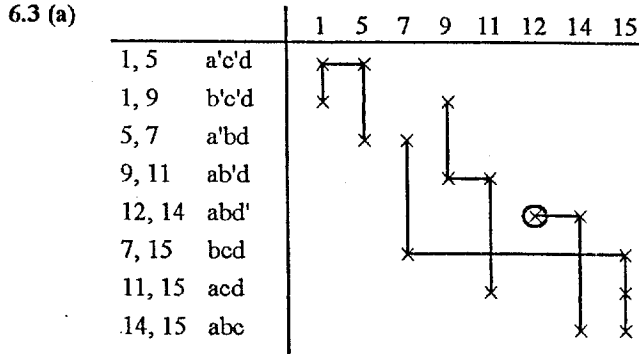 6.3 (a)
1 5 7 9 11 12 14 15
1, 5 a'c'd
1, 9 b'c'd
5, 7 a'bd
9, 11 ab'd
12, 14 abd'
7, 15 bcd
11, 15 acd
14, 15 abc